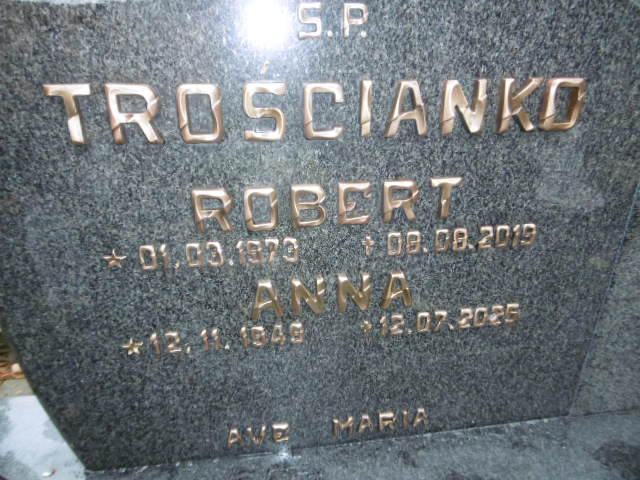 Ś.P.
TROŚCIANKO
ROBERT
☆ 01.03.1973 † 09.08.2019
ANNA
☆ 12.11.1949 † 12.07.2025
AVE MARIA